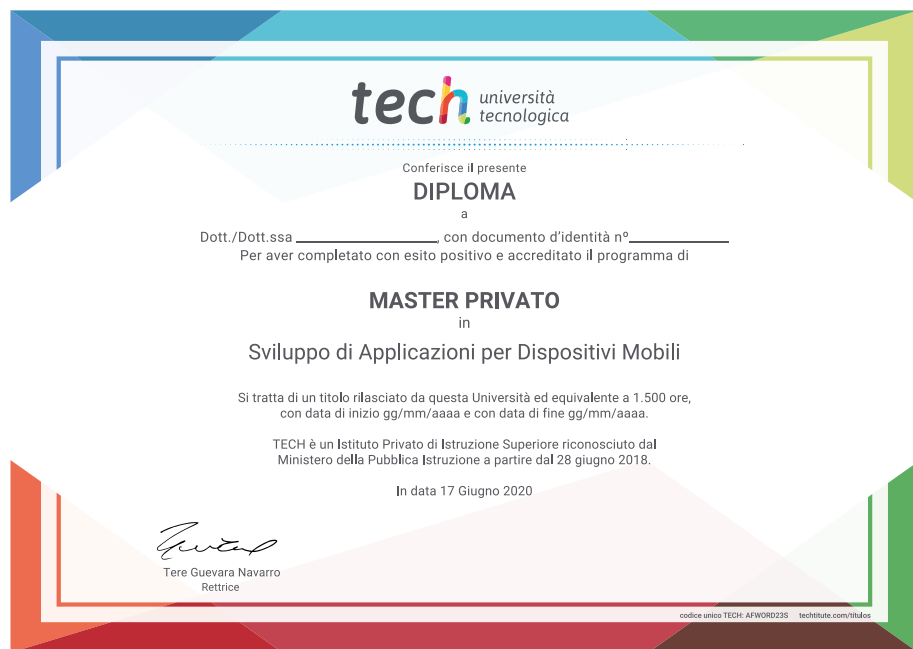 tech università
tecnologica
Conferisce il presente
DIPLOMA
a
Dott./Dott.ssa ________________, con documento d'identità nº___________
Per aver completato con esito positivo e accreditato il programma di
MASTER PRIVATO
in
Sviluppo di Applicazioni per Dispositivi Mobili
Si tratta di un titolo rilasciato da questa Università ed equivalente a 1.500 ore,
con data di inizio gg/mm/aaaa e con data di fine gg/mm/aaaa.
TECH è un Istituto Privato di Istruzione Superiore riconosciuto dal
Ministero della Pubblica Istruzione a partire dal 28 giugno 2018.
In data 17 Giugno 2020
Tere Guevara Navarro
Rettrice
codice unico TECH: AFWORD23S techtitute.com/titulos